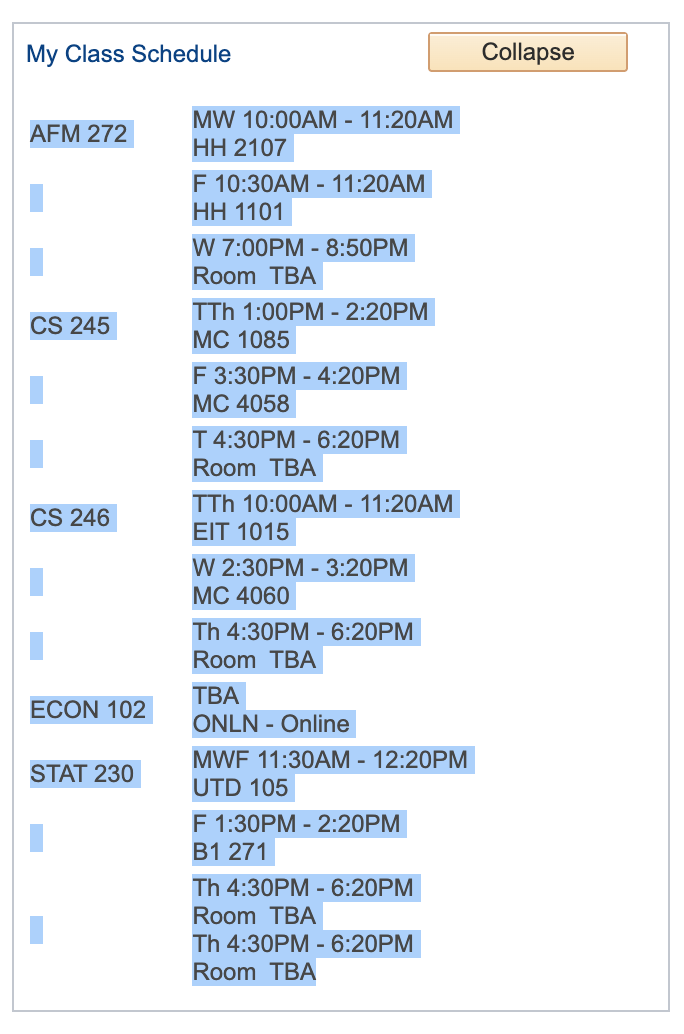 My Class Schedule
Collapse
AFM 272
MW 10:00AM - 11:20AM
HH 2107
F 10:30AM - 11:20AM
HH 1101
W 7:00PM - 8:50PM
Room  TBA
CS 245
TTh 1:00PM - 2:20PM
MC 1085
F 3:30PM - 4:20PM
MC 4058
T 4:30PM - 6:20PM
Room  TBA
CS 246
TTh 10:00AM - 11:20AM
EIT 1015
W 2:30PM - 3:20PM
MC 4060
Th 4:30PM - 6:20PM
Room  TBA
ECON 102
TBA
ONLN - Online
STAT 230
MWF 11:30AM - 12:20PM
UTD 105
F 1:30PM - 2:20PM
B1 271
Th 4:30PM - 6:20PM
Room  TBA
Th 4:30PM - 6:20PM
Room  TBA